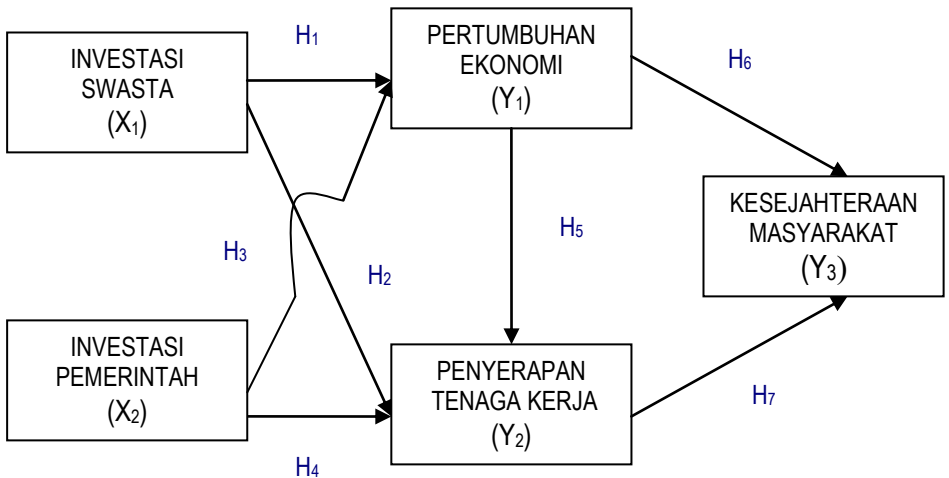 INVESTASI
SWASTA
(X₁)
H₁
PERTUMBUHAN
EKONOMI
(Y₁)
H₆
H₃
H₂
H₅
KESEJAHTERAAN
MASYARAKAT
(Y₃)
INVESTASI
PEMERINTAH
(X₂)
H₄
PENYERAPAN
TENAGA KERJA
(Y₂)
H₇